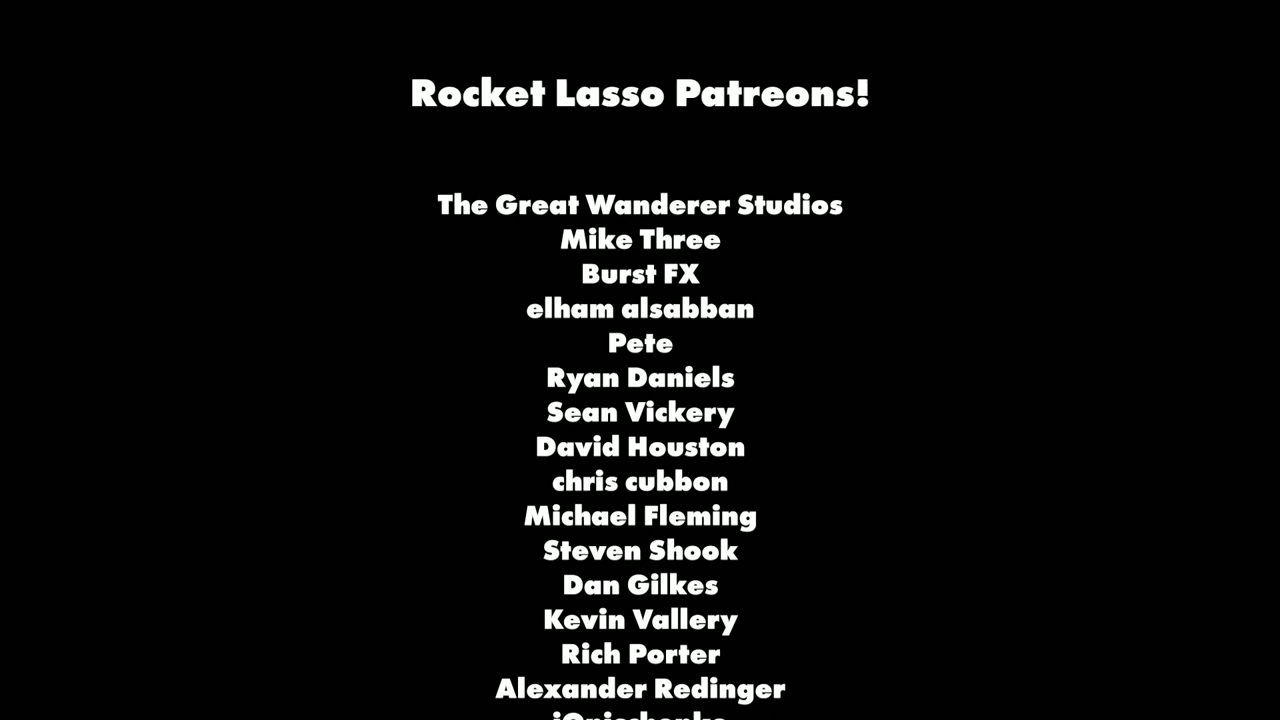 Rocket Lasso Patreons!
The Great Wanderer Studios
Mike Three
Burst FX
elham alsabban
Pete
Ryan Daniels
Sean Vickery
David Houston
chris cubbon
Michael Fleming
Steven Shook
Dan Gilkes
Kevin Vallery
Rich Porter
Alexander Redinger